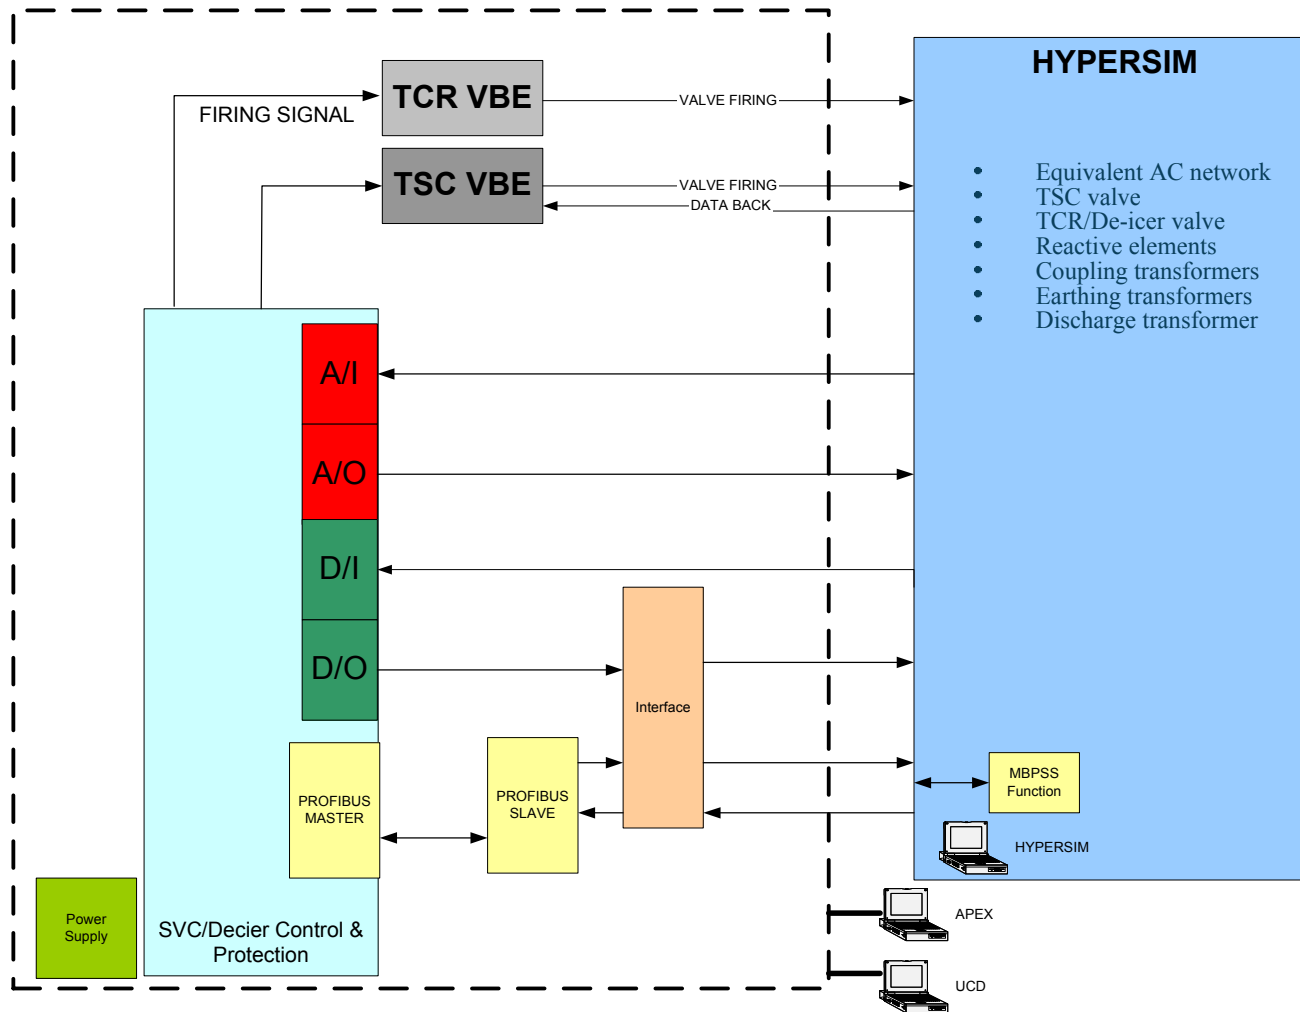 HYPERSIM
TCR VBE
FIRING SIGNAL
VALVE FIRING
TSC VBE
VALVE FIRING
DATA BACK
• Equivalent AC network
• TSC valve
• TCR/De-icer valve
• Reactive elements
• Coupling transformers
• Earthing transformers
• Discharge transformer
A/I
A/O
D/I
D/O
Interface
PROFIBUS
MASTER
PROFIBUS
SLAVE
MBPSS
Function
HYPERSIM
Power
Supply
SVC/Decier Control &
Protection
APEX
UCD